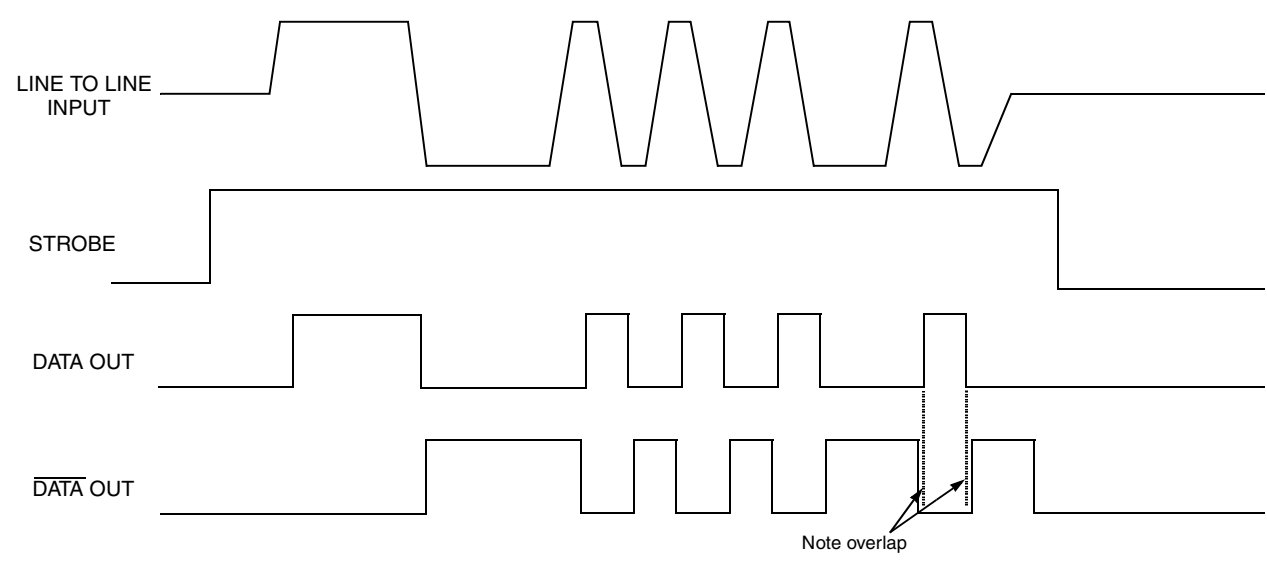 LINE TO LINE
INPUT
STROBE
DATA OUT
DATA OUT
Note overlap